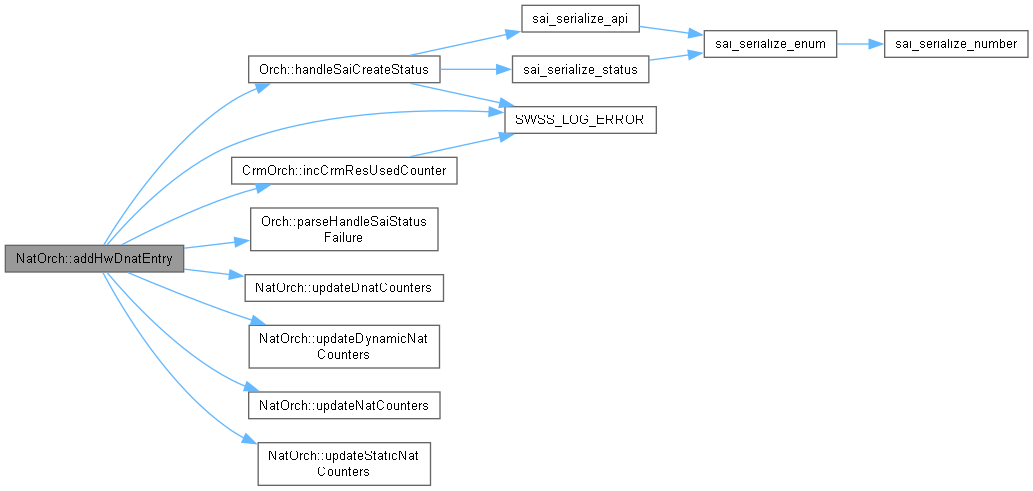 sai_serialize_api
sai_serialize_enum
sai_serialize_number
Orch::handleSaiCreateStatus
sai_serialize_status
SWSS_LOG_ERROR
CrmOrch::incCrmResUsedCounter
Orch::parseHandleSaiStatus
Failure
NatOrch::addHwDnatEntry
NatOrch::updateDnatCounters
NatOrch::updateDynamicNat
Counters
NatOrch::updateNatCounters
NatOrch::updateStaticNat
Counters